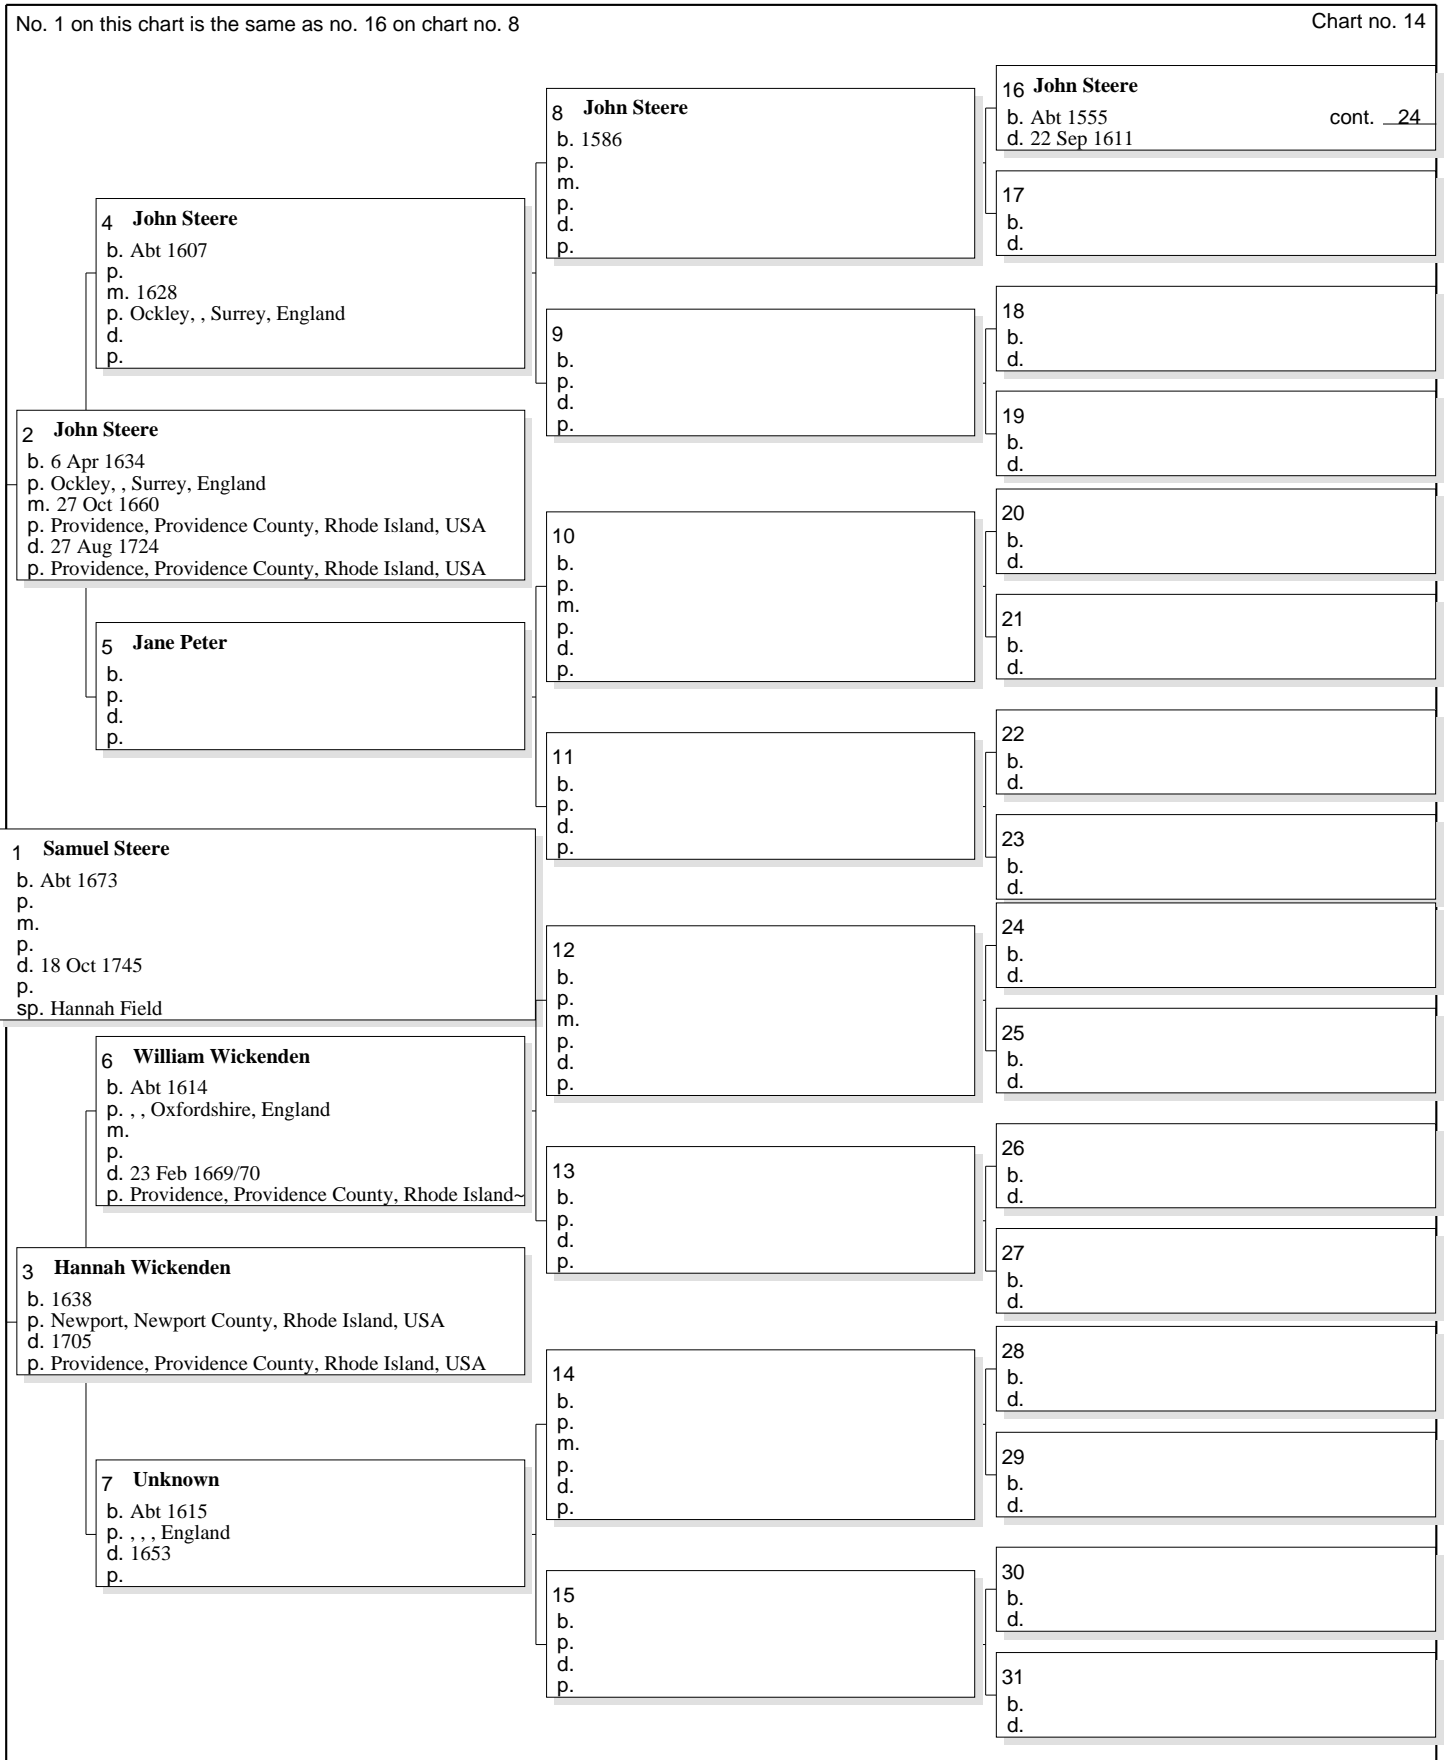 No. 1 on this chart is the same as no. 16 on chart no. 8
Chart no. 14
16 John Steere
b. Abt 1555 cont. 24
d. 22 Sep 1611
8 John Steere
b. 1586
p.
m.
p.
d.
p.
17
b.
d.
4 John Steere
b. Abt 1607
p.
m. 1628
p. Ockley, , Surrey, England
d.
p.
18
b.
d.
9
b.
p.
d.
p.
19
b.
d.
2 John Steere
b. 6 Apr 1634
p. Ockley, , Surrey, England
m. 27 Oct 1660
p. Providence, Providence County, Rhode Island, USA
d. 27 Aug 1724
p. Providence, Providence County, Rhode Island, USA
20
b.
d.
10
b.
p.
m.
p.
d.
p.
21
b.
d.
5 Jane Peter
b.
p.
d.
p.
22
b.
d.
11
b.
p.
d.
p.
23
b.
d.
1 Samuel Steere
b. Abt 1673
p.
m.
p.
d. 18 Oct 1745
p.
sp. Hannah Field
24
b.
d.
12
b.
p.
m.
p.
d.
p.
25
b.
d.
6 William Wickenden
b. Abt 1614
p. , , Oxfordshire, England
m.
p.
d. 23 Feb 1669/70
p. Providence, Providence County, Rhode Island~
26
b.
d.
13
b.
p.
d.
p.
27
b.
d.
3 Hannah Wickenden
b. 1638
p. Newport, Newport County, Rhode Island, USA
d. 1705
p. Providence, Providence County, Rhode Island, USA
28
b.
d.
14
b.
p.
m.
p.
d.
p.
29
b.
d.
7 Unknown
b. Abt 1615
p. , , , England
d. 1653
p.
30
b.
d.
15
b.
p.
d.
p.
31
b.
d.